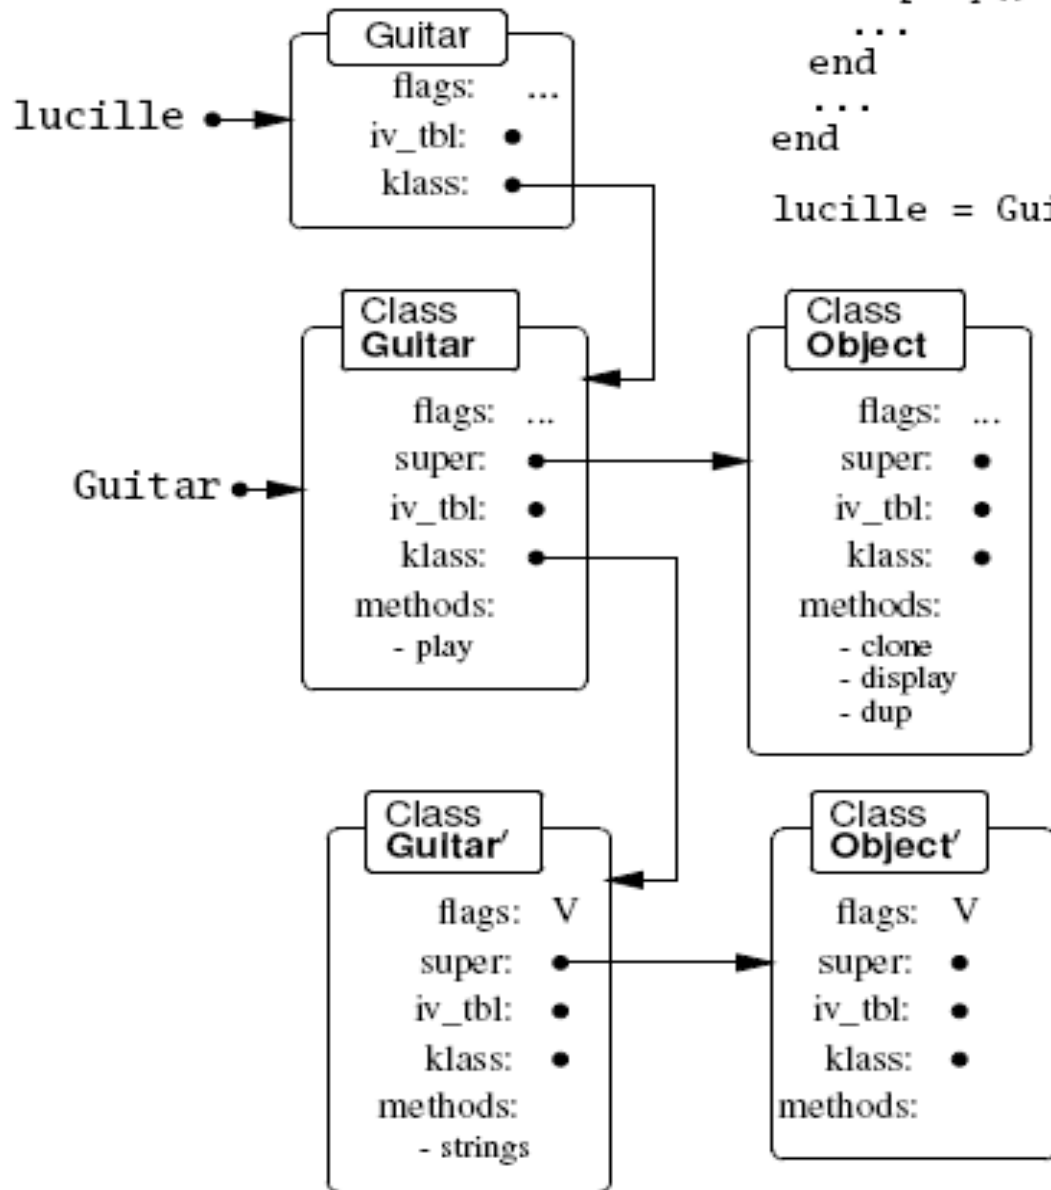 ...
end
...
end
lucille = Gui
Guitar
flags: ...
lucille
iv_tbl:
klass:
Class
Guitar
flags: ...
super:
Guitar
iv_tbl:
klass:
methods:
- play
Class
Object
flags: ...
super:
iv_tbl:
klass:
methods:
- clone
- display
- dup
Class
Guitar′
flags: V
super:
iv_tbl:
klass:
methods:
- strings
Class
Object′
flags: V
super:
iv_tbl:
klass:
methods: